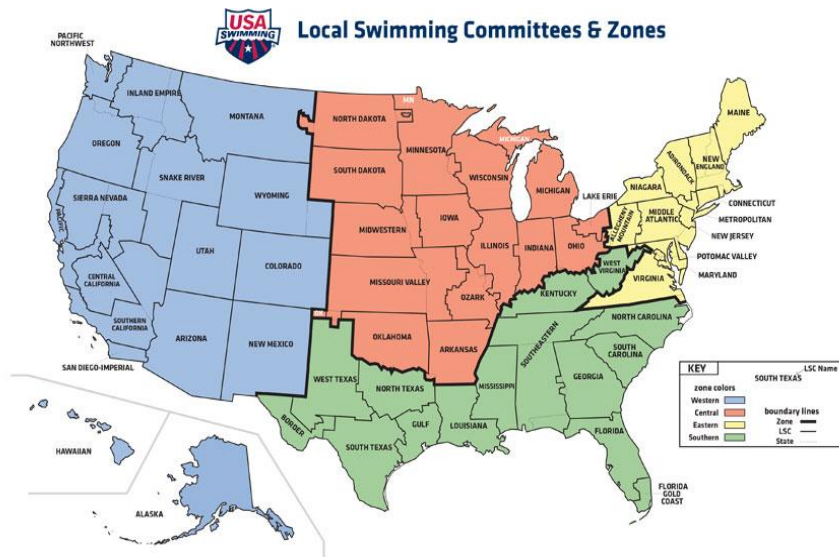 USA
SWIMMING
Local Swimming Committees & Zones
PACIFIC
NORTHWEST
INLAND EMPIRE
MONTANA
OREGON
SNAKE RIVER
WYOMING
SIERRA NEVADA
PACIFIC
UTAH
COLORADO
CENTRAL
CALIFORNIA
SOUTHERN
CALIFORNIA
ARIZONA
NEW MEXICO
SAN DIEGO-IMPERIAL
HAWAIIAN
ALASKA
NORTH DAKOTA
MN
MINNESOTA
SOUTH DAKOTA
WISCONSIN
MICHIGAN
MICHIGAN
LAKE ERIE
IOWA
MIDWESTERN
ILLINOIS
INDIANA
OHIO
MISSOURI VALLEY
OZARK
OKLAHOMA
ARKANSAS
MAINE
ADIRONDACK
NEW
ENGLAND
NIAGARA
CONNECTICUT
ALLEGHENY
MOUNTAIN
MIDDLE
ATLANTIC
METROPOLITAN
NEW JERSEY
POTOMAC VALLEY
MARYLAND
VIRGINIA
WEST
VIRGINIA
KENTUCKY
NORTH CAROLINA
SOUTHEASTERN
SOUTH
CAROLINA
GEORGIA
MISSISSIPPI
WEST TEXAS
NORTH TEXAS
BORDER
SOUTH TEXAS
GULF
LOUISIANA
FLORIDA
FLORIDA
GOLD
COAST
KEY
LSC Name
SOUTH TEXAS
zone colors
Western
Central
Eastern
Southern
boundary lines
Zone
LSC
State